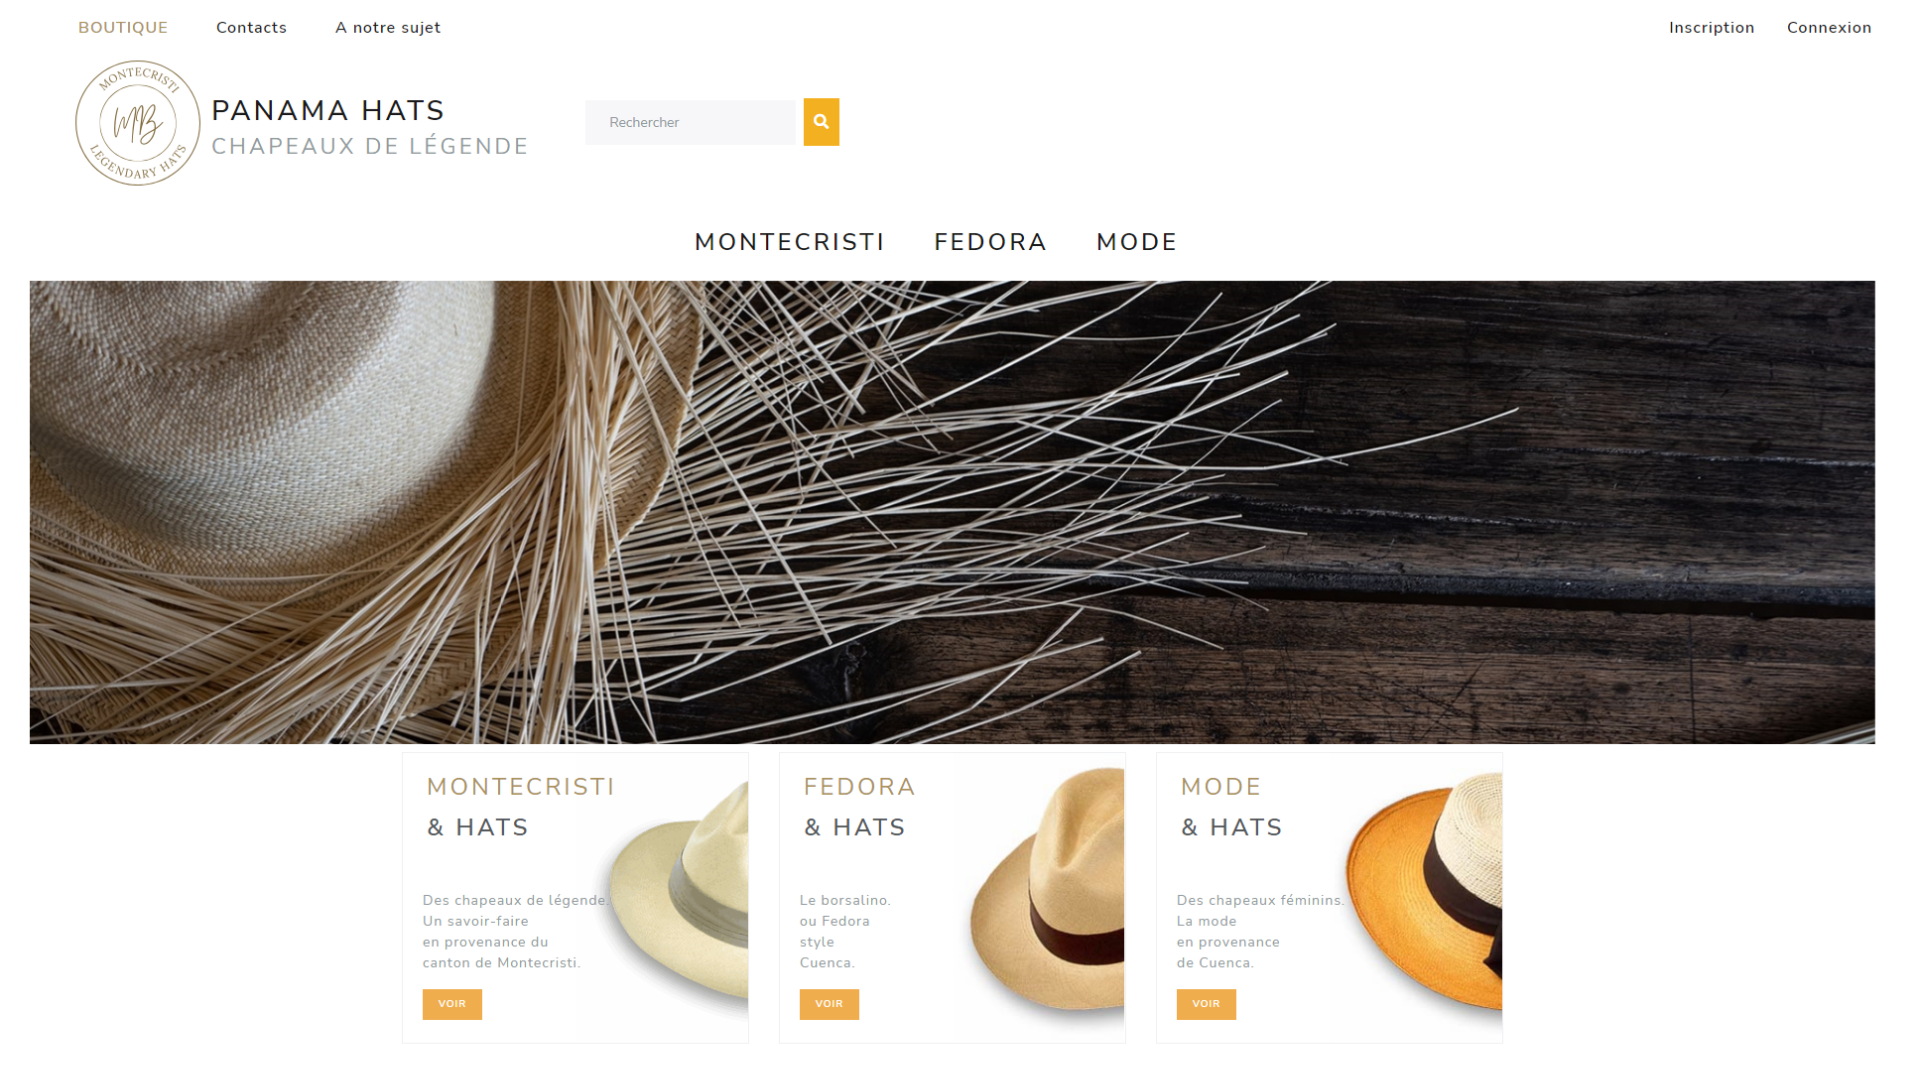 BOUTIQUE Contacts A notre sujet Inscription Connexion
MONTECRISTI
MB
LEGENDARY HATS
PANAMA HATS
CHAPEAUX DE LÉGENDE
Rechercher
MONTECRISTI FEDORA MODE
MONTECRISTI
& HATS
Des chapeaux de légende.
Un savoir-faire
en provenance du
canton de Montecristi.
VOIR
FEDORA
& HATS
Le borsalino.
ou Fedora
style
Cuenca.
VOIR
MODE
& HATS
Des chapeaux féminins.
La mode
en provenance
de Cuenca.
VOIR